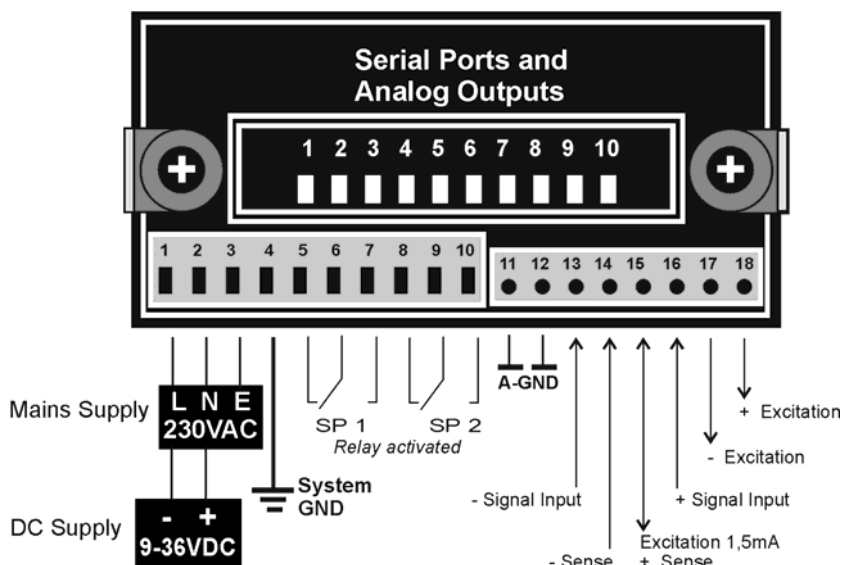 Serial Ports and
Analog Outputs
1 2 3 4 5 6 7 8 9 10
1 2 3 4 5 6 7 8 9 10
11 12 13 14 15 16 17 18
Mains Supply
L N E
230VAC
SP 1
SP 2
Relay activated
A-GND
+ Excitation
- Excitation
System
GND
- Signal Input
+ Signal Input
DC Supply
- +
9-36VDC
Excitation 1,5mA
- Sense
+ Sense